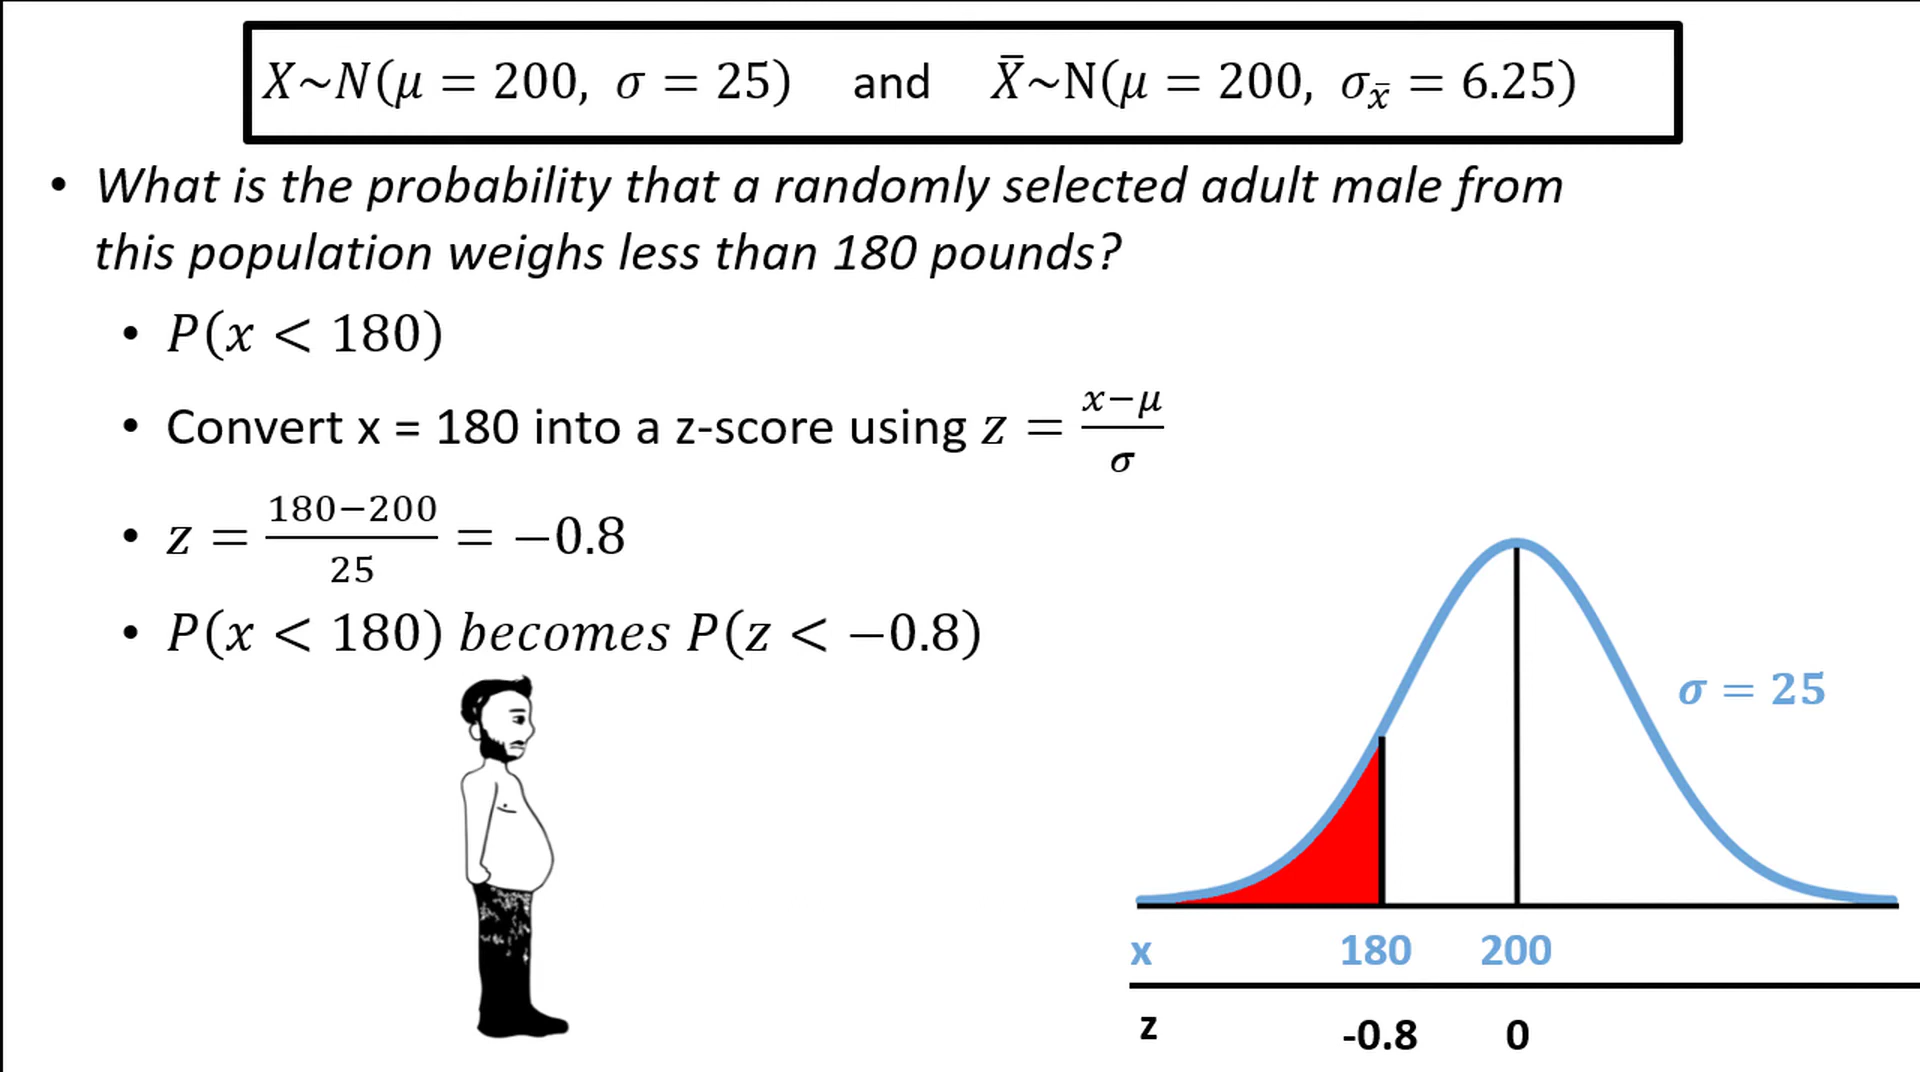 X~N(μ = 200, σ = 25) and X̄~N(μ = 200, σx̄ = 6.25)
• What is the probability that a randomly selected adult male from
this population weighs less than 180 pounds?
• P(x < 180)
• Convert x = 180 into a z-score using z = (x−μ)/σ
• z = (180−200)/25 = −0.8
• P(x < 180) becomes P(z < −0.8)
σ = 25
x 180 200
z -0.8 0